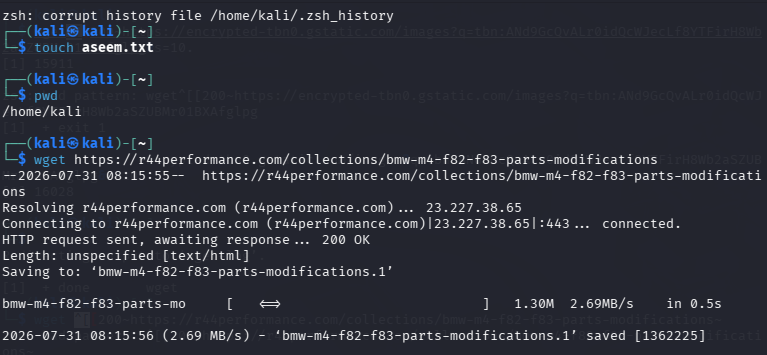 zsh: corrupt history file /home/kali/.zsh_history
┌──(kali㉿kali)-[~]
└─$ touch aseem.txt
┌──(kali㉿kali)-[~]
└─$ pwd
/home/kali
┌──(kali㉿kali)-[~]
└─$ wget https://r44performance.com/collections/bmw-m4-f82-f83-parts-modifications
--2026-07-31 08:15:55--  https://r44performance.com/collections/bmw-m4-f82-f83-parts-modificati
ons
Resolving r44performance.com (r44performance.com)... 23.227.38.65
Connecting to r44performance.com (r44performance.com)|23.227.38.65|:443... connected.
HTTP request sent, awaiting response... 200 OK
Length: unspecified [text/html]
Saving to: ‘bmw-m4-f82-f83-parts-modifications.1’
bmw-m4-f82-f83-parts-mo     [   <=>                          ]   1.30M  2.69MB/s    in 0.5s
2026-07-31 08:15:56 (2.69 MB/s) - ‘bmw-m4-f82-f83-parts-modifications.1’ saved [1362225]